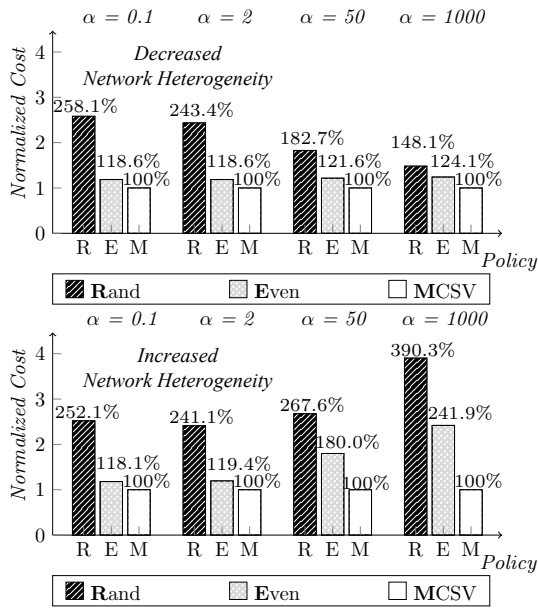 α = 0.1 α = 2 α = 50 α = 1000
Normalized Cost
4
3
2
1
0
Decreased
Network Heterogeneity
258.1% 243.4% 182.7% 148.1%
118.6% 118.6% 121.6% 124.1%
100% 100% 100% 100%
R E M R E M R E M R E M
Policy
Rand Even MCSV
α = 0.1 α = 2 α = 50 α = 1000
Normalized Cost
4
3
2
1
0
Increased
Network Heterogeneity
252.1% 241.1% 267.6% 390.3%
118.1% 119.4% 180.0% 241.9%
100% 100% 100% 100%
R E M R E M R E M R E M
Policy
Rand Even MCSV